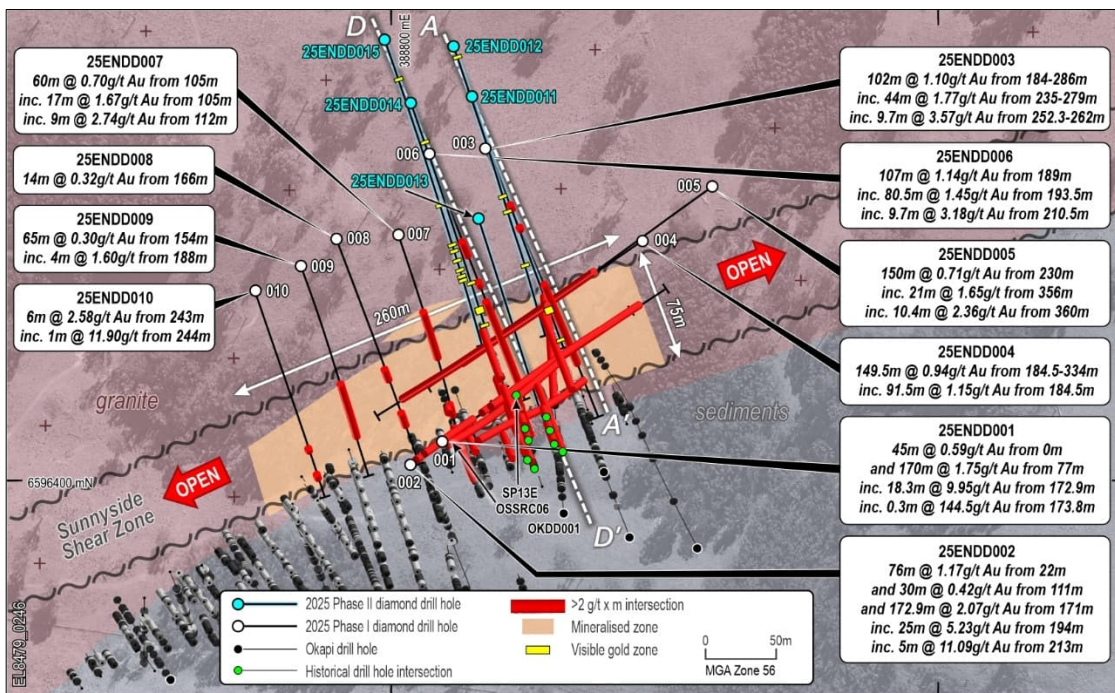 25ENDD007
60m @ 0.70g/t Au from 105m
inc. 17m @ 1.67g/t Au from 105m
inc. 9m @ 2.74g/t Au from 112m
25ENDD008
14m @ 0.32g/t Au from 166m
25ENDD009
65m @ 0.30g/t Au from 154m
inc. 4m @ 1.60g/t Au from 188m
25ENDD010
6m @ 2.58g/t Au from 243m
inc. 1m @ 11.90g/t from 244m
D
388800 mE
A
25ENDD015
25ENDD012
25ENDD014
25ENDD011
006
003
25ENDD013
005
007
008
004
009
010
OPEN
260m
75m
granite
sediments
A
001
002
OPEN
SP13E
OSSRC06
OKDD001
D'
6596400 mN
Sunnyside
Shear Zone
25ENDD003
102m @ 1.10g/t Au from 184-286m
inc. 44m @ 1.77g/t Au from 235-279m
inc. 9.7m @ 3.57g/t Au from 252.3-262m
25ENDD006
107m @ 1.14g/t Au from 189m
inc. 80.5m @ 1.45g/t Au from 193.5m
inc. 9.7m @ 3.18g/t Au from 210.5m
25ENDD005
150m @ 0.71g/t Au from 230m
inc. 21m @ 1.65g/t Au from 356m
inc. 10.4m @ 2.36g/t Au from 360m
25ENDD004
149.5m @ 0.94g/t Au from 184.5-334m
inc. 91.5m @ 1.15g/t Au from 184.5m
25ENDD001
45m @ 0.59g/t Au from 0m
and 170m @ 1.75g/t Au from 77m
inc. 18.3m @ 9.95g/t Au from 172.9m
inc. 0.3m @ 144.5g/t Au from 173.8m
25ENDD002
76m @ 1.17g/t Au from 22m
and 30m @ 0.42g/t Au from 111m
and 172.9m @ 2.07g/t Au from 171m
inc. 25m @ 5.23g/t Au from 194m
inc. 5m @ 11.09g/t Au from 213m
2025 Phase II diamond drill hole
2025 Phase I diamond drill hole
Okapi drill hole
Historical drill hole intersection
>2 g/t x m intersection
Mineralised zone
Visible gold zone
0 50m
MGA Zone 56
EL8479_0246